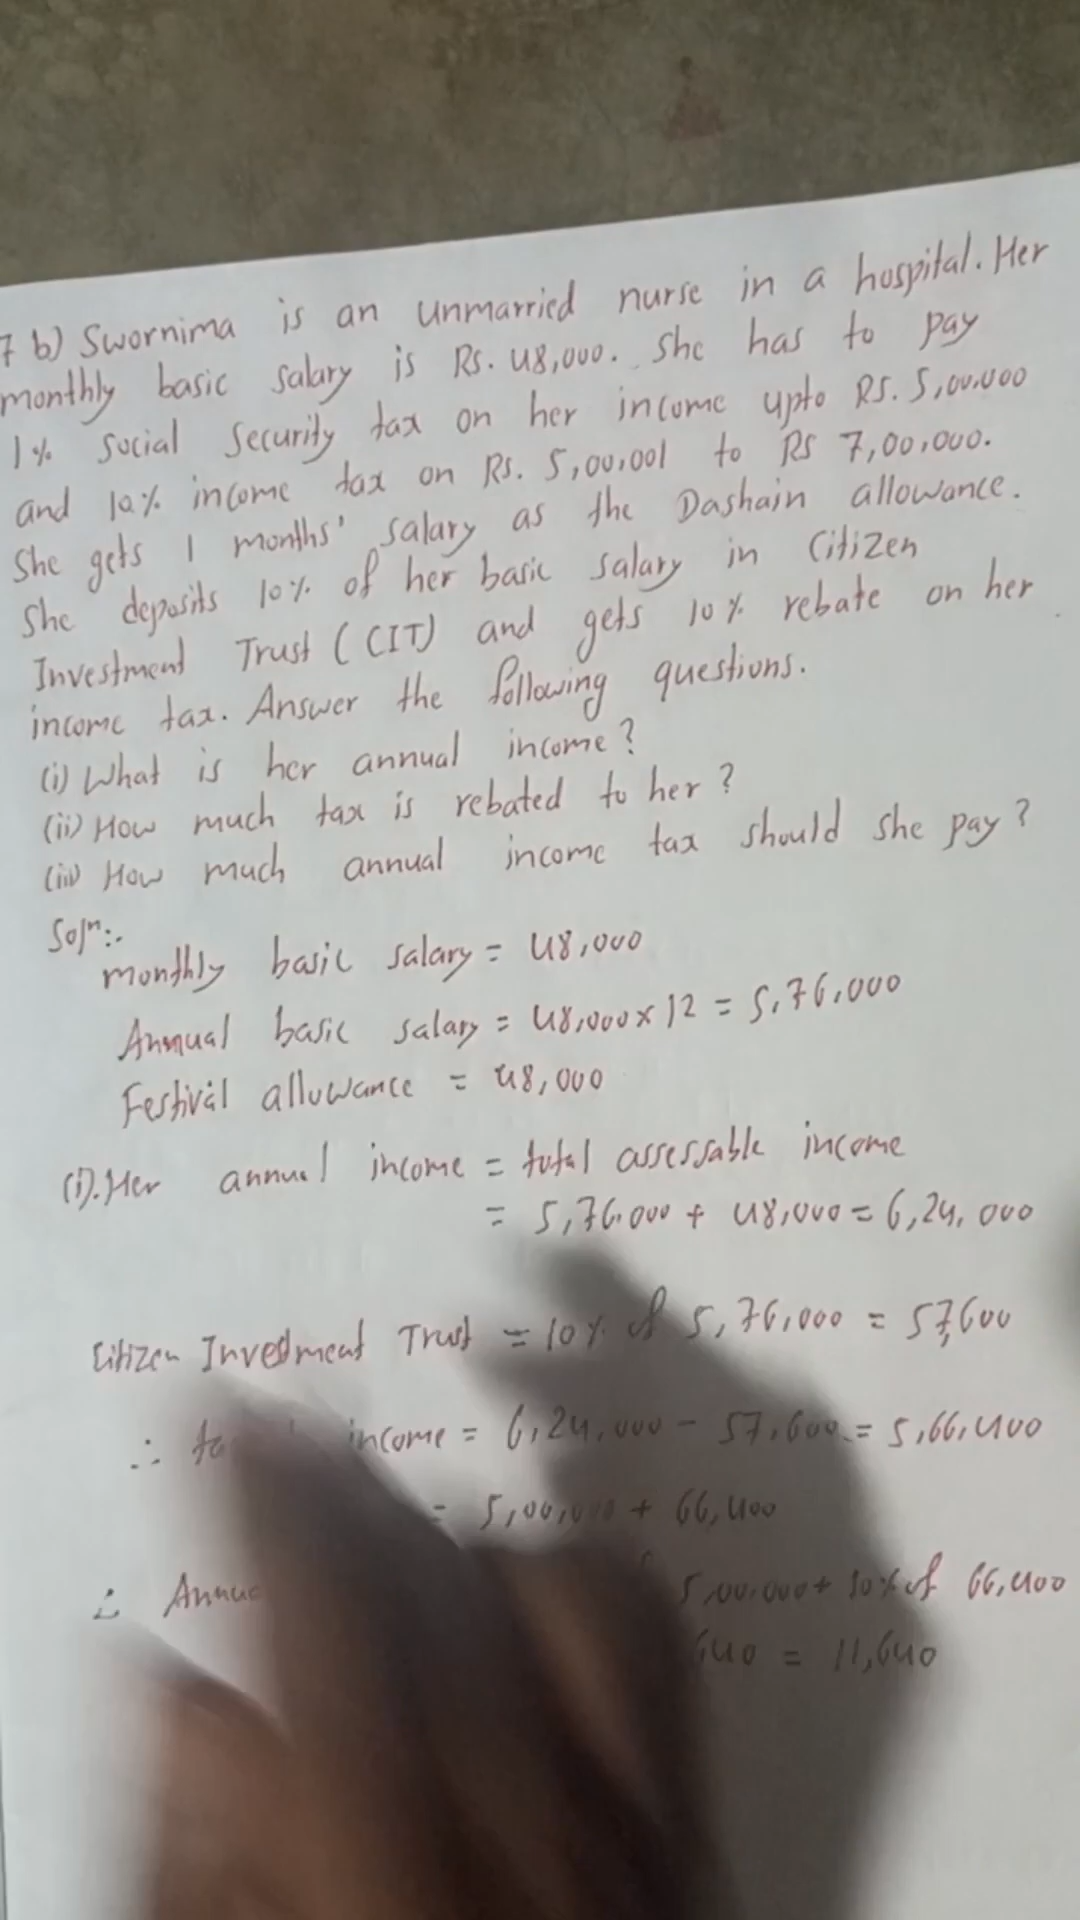 7 b) Swornima is an unmarried nurse in a hospital. Her
monthly basic salary is Rs. 48,000. She has to pay
1% social security tax on her income upto Rs. 5,00,000
and 10% income tax on Rs. 5,00,001 to Rs 7,00,000.
She gets 1 months' salary as the Dashain allowance.
She deposits 10% of her basic salary in Citizen
Investment Trust (CIT) and gets 10% rebate on her
income tax. Answer the following questions.
(i) What is her annual income?
(ii) How much tax is rebated to her?
(iii) How much annual income tax should she pay?
Solⁿ:-
monthly basic salary = 48,000
Annual basic salary = 48,000 x 12 = 5,76,000
Festival allowance = 48,000
(i). Her annual income = total assessable income
= 5,76,000 + 48,000 = 6,24,000
Citizen Investment Trust = 10% of 5,76,000 = 57,600
∴ income = 6,24,000 - 57,600 = 5,66,400
= 5,00,000 + 66,400
∴ 5,00,000 + 10% of 66,400
= 11,640